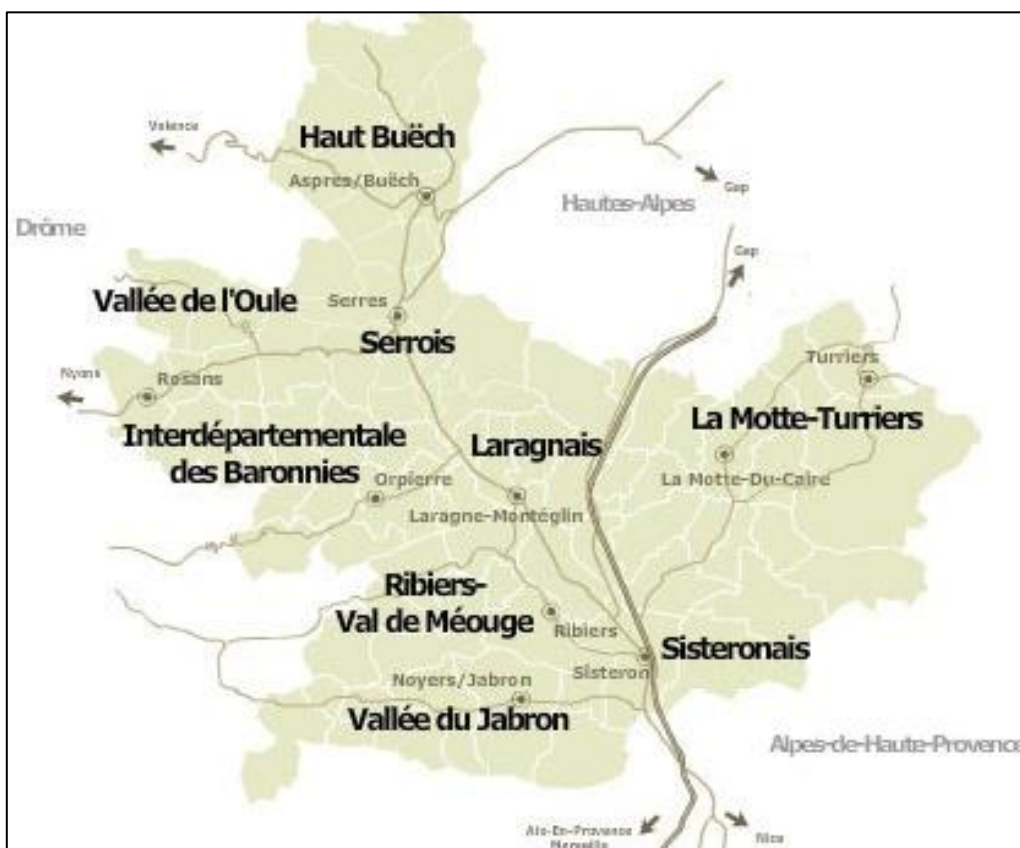 Valence
Haut Buëch
Aspres/Buëch
Gap
Hautes-Alpes
Drôme
Gap
Vallée de l'Oule
Serres
Serrois
Turriers
Nyons
Rosans
La Motte-Turriers
Interdépartementale
des Baronnies
Laragnais
Orpierre
La Motte-Du-Caire
Laragne-Montéglin
Ribiers-
Val de Méouge
Ribiers
Sisteronais
Sisteron
Noyers/Jabron
Vallée du Jabron
Alpes-de-Haute-Provence
Aix-En-Provence
Marseille
Nice